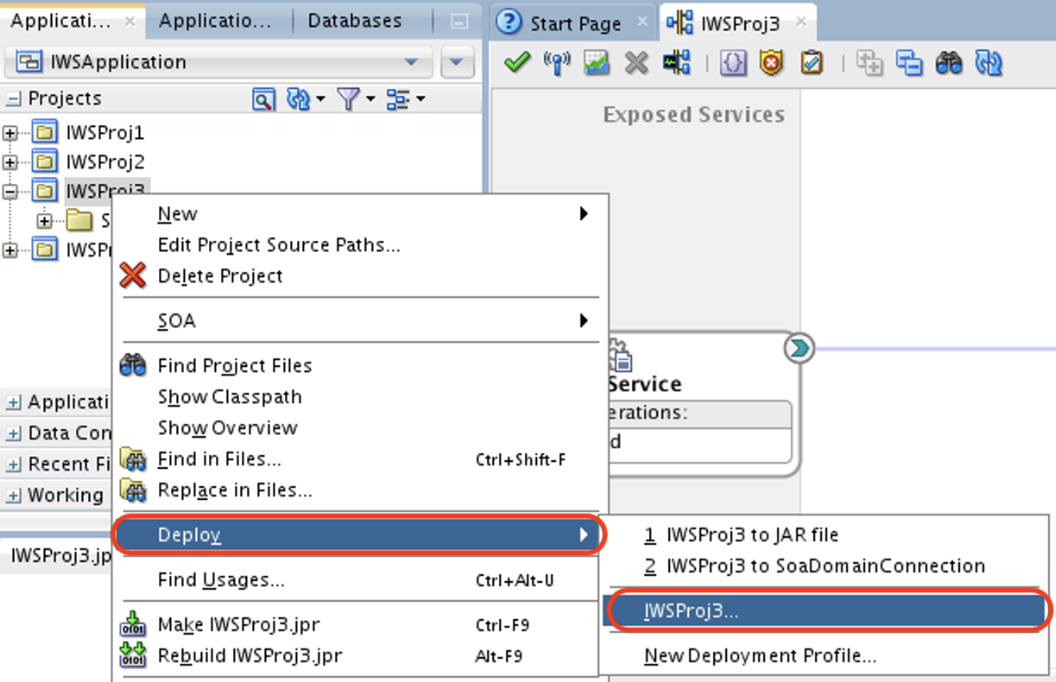 Applicati...
Applicatio...
Databases
Start Page
IWSProj3
IWSApplication
Projects
Exposed Services
IWSProj1
IWSProj2
IWSProj3
S
IWSP
New
Edit Project Source Paths...
Delete Project
SOA
Find Project Files
Show Classpath
Show Overview
Find in Files... Ctrl+Shift-F
Replace in Files...
Deploy
Find Usages... Ctrl+Alt-U
Make IWSProj3.jpr Ctrl-F9
Rebuild IWSProj3.jpr Alt-F9
Applicati
Data Con
Recent Fi
Working
IWSProj3.jp
Service
erations:
d
1 IWSProj3 to JAR file
2 IWSProj3 to SoaDomainConnection
IWSProj3...
New Deployment Profile...